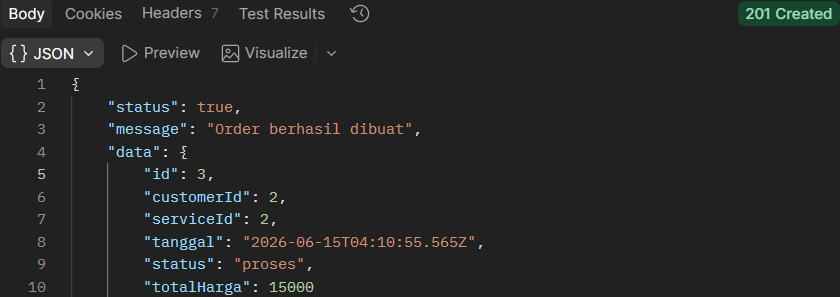 Body Cookies Headers 7 Test Results 201 Created
{} JSON Preview Visualize
1 {
2 "status": true,
3 "message": "Order berhasil dibuat",
4 "data": {
5 "id": 3,
6 "customerId": 2,
7 "serviceId": 2,
8 "tanggal": "2026-06-15T04:10:55.565Z",
9 "status": "proses",
10 "totalHarga": 15000